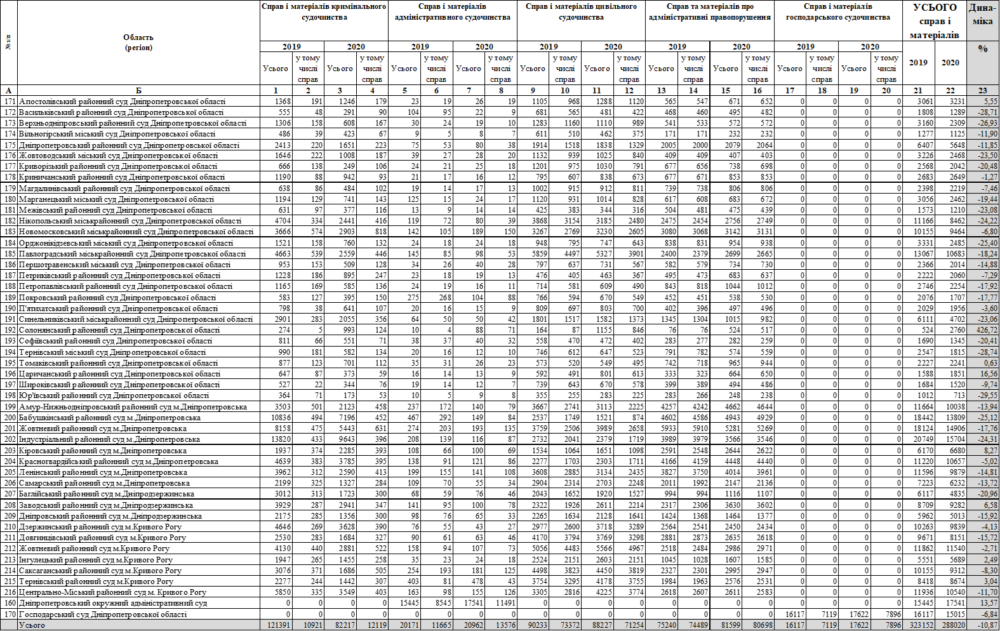 № з/п | Область (регіон) | Справ і матеріалів кримінального судочинства | Справ і матеріалів адміністративного судочинства | Справ і матеріалів цивільного судочинства | Справ та матеріалів про адміністративні правопорушення | Справ і матеріалів господарського судочинства | УСЬОГО справ і матеріалів | Дина-міка
2019 | 2020 | 2019 | 2020 | 2019 | 2020 | 2019 | 2020 | 2019 | 2020 | 2019 | 2020 | %
Усього | у тому числі справ | Усього | у тому числі справ | Усього | у тому числі справ | Усього | у тому числі справ | Усього | у тому числі справ | Усього | у тому числі справ | Усього | у тому числі справ | Усього | у тому числі справ | Усього | у тому числі справ | Усього | у тому числі справ
А | Б | 1 | 2 | 3 | 4 | 5 | 6 | 7 | 8 | 9 | 10 | 11 | 12 | 13 | 14 | 15 | 16 | 17 | 18 | 19 | 20 | 21 | 22 | 23
171 Апостолівський районний суд Дніпропетровської області 1368 191 1246 179 23 19 26 19 1105 968 1288 1120 565 547 671 652 0 0 0 0 3061 3231 5,55
172 Васильківський районний суд Дніпропетровської області 555 48 291 90 104 95 22 9 681 565 481 422 468 460 495 482 0 0 0 0 1808 1289 -28,71
173 Верхньодніпровський районний суд Дніпропетровської області 1306 158 608 167 30 24 19 10 1283 1160 1110 989 541 533 572 572 0 0 0 0 3160 2309 -26,93
174 Вільногірський міський суд Дніпропетровської області 486 39 423 67 9 5 8 7 611 510 462 375 171 171 232 232 0 0 0 0 1277 1125 -11,90
175 Дніпропетровський районний суд Дніпропетровської області 2413 220 1651 223 75 53 80 38 1914 1518 1838 1329 2005 2000 2079 2064 0 0 0 0 6407 5648 -11,85
176 Жовтоводський міський суд Дніпропетровської області 1646 222 1008 187 39 27 28 20 1132 939 1025 840 409 409 407 403 0 0 0 0 3226 2468 -23,50
177 Криворізький районний суд Дніпропетровської області 666 138 249 106 24 21 25 18 1201 975 1030 791 677 656 738 698 0 0 0 0 2568 2042 -20,48
178 Криничанський районний суд Дніпропетровської області 1190 88 942 93 21 17 16 12 795 607 838 673 677 671 853 853 0 0 0 0 2683 2649 -1,27
179 Магдалинівський районний суд Дніпропетровської області 638 86 484 102 19 14 17 13 1002 915 912 811 739 738 806 806 0 0 0 0 2398 2219 -7,46
180 Марганецький міський суд Дніпропетровської області 1194 129 741 143 125 15 24 17 1120 931 1014 828 617 608 683 672 0 0 0 0 3056 2462 -19,44
181 Межівський районний суд Дніпропетровської області 631 97 377 116 13 9 14 14 425 383 344 316 504 481 475 439 0 0 0 0 1573 1210 -23,08
182 Нікопольський міськрайонний суд Дніпропетровської області 4704 334 2441 416 119 72 80 39 3868 3154 3185 2480 2475 2454 2756 2749 0 0 0 0 11166 8462 -24,22
183 Новомосковський міськрайонний суд Дніпропетровської області 3666 574 2903 818 142 105 189 150 3267 2769 3230 2605 3080 3068 3142 3131 0 0 0 0 10155 9464 -6,80
184 Орджонікідзевський міський суд Дніпропетровської області 1521 158 760 132 24 18 24 18 948 795 747 643 838 831 954 938 0 0 0 0 3331 2485 -25,40
185 Павлоградський міськрайонний суд Дніпропетровської області 4663 539 2559 446 145 85 98 53 5859 4497 5327 3901 2400 2379 2699 2665 0 0 0 0 13067 10683 -18,24
186 Першотравенський міський суд Дніпропетровської області 953 153 509 128 34 26 40 28 797 637 731 567 582 579 734 730 0 0 0 0 2366 2014 -14,88
187 Петриківський районний суд Дніпропетровської області 1228 186 895 247 23 18 19 13 476 405 463 367 495 473 683 637 0 0 0 0 2222 2060 -7,29
188 Петропавлівський районний суд Дніпропетровської області 1165 169 585 136 24 19 16 11 714 581 609 490 843 818 1044 1012 0 0 0 0 2746 2254 -17,92
189 Покровський районний суд Дніпропетровської області 583 127 395 150 275 268 104 88 766 594 670 549 452 451 538 530 0 0 0 0 2076 1707 -17,77
190 П'ятихатський районний суд Дніпропетровської області 798 38 641 107 20 16 15 9 809 697 803 700 402 396 497 496 0 0 0 0 2029 1956 -3,60
191 Синельниківський міськрайонний суд Дніпропетровської області 2901 283 2055 356 64 50 50 42 1801 1517 1582 1373 1345 1304 1015 982 0 0 0 0 6111 4702 -23,06
192 Солонянський районний суд Дніпропетровської області 274 5 993 124 10 4 88 71 164 87 1155 846 76 76 524 517 0 0 0 0 524 2760 426,72
193 Софіївський районний суд Дніпропетровської області 811 66 551 71 38 37 40 32 558 470 472 402 283 277 282 259 0 0 0 0 1690 1345 -20,41
194 Тернівський міський суд Дніпропетровської області 990 181 582 134 20 16 12 10 746 612 647 523 791 782 574 559 0 0 0 0 2547 1815 -28,74
195 Томаківський районний суд Дніпропетровської області 877 123 701 112 35 31 26 23 573 520 549 495 742 718 965 944 0 0 0 0 2227 2241 0,63
196 Царичанський районний суд Дніпропетровської області 647 87 373 59 16 14 13 9 592 491 801 613 333 323 664 650 0 0 0 0 1588 1851 16,56
197 Широківський районний суд Дніпропетровської області 527 22 344 76 19 14 12 7 739 643 670 578 399 389 494 486 0 0 0 0 1684 1520 -9,74
198 Юр'ївський районний суд Дніпропетровської області 364 71 173 53 10 5 9 8 355 255 283 225 283 266 248 238 0 0 0 0 1012 713 -29,55
199 Амур-Нижньодніпровський районний суд м.Дніпропетровська 3503 501 2123 458 237 172 140 79 3667 2741 3113 2225 4257 4242 4662 4644 0 0 0 0 11664 10038 -13,94
200 Бабушкінський районний суд м.Дніпропетровська 10836 494 7196 452 467 292 149 84 2537 1749 1521 874 4602 4586 4943 4929 0 0 0 0 18442 13809 -25,12
201 Жовтневий районний суд м.Дніпропетровська 8158 475 5443 631 274 203 193 135 3759 2506 3989 2658 5933 5910 5281 5269 0 0 0 0 18124 14906 -17,76
202 Індустріальний районний суд м.Дніпропетровська 13820 433 9643 396 208 139 116 87 2732 2041 2379 1719 3989 3979 3566 3546 0 0 0 0 20749 15704 -24,31
203 Кіровський районний суд м.Дніпропетровська 1937 374 2285 393 108 66 100 69 1534 1064 1651 1098 2591 2548 2644 2622 0 0 0 0 6170 6680 8,27
204 Красногвардійський районний суд м.Дніпропетровська 4639 383 3785 395 138 91 121 86 2277 1703 2303 1711 4166 4159 4448 4440 0 0 0 0 11220 10657 -5,02
205 Ленінський районний суд м.Дніпропетровська 3962 312 2590 413 199 155 141 108 3608 2885 3134 2435 3827 3750 4014 3961 0 0 0 0 11596 9879 -14,81
206 Самарський районний суд м.Дніпропетровська 2199 325 1327 284 109 70 55 34 2904 2314 2703 2248 2011 1992 2147 2136 0 0 0 0 7223 6232 -13,72
207 Баглійський районний суд м.Дніпродзержинська 3012 313 1723 300 68 59 76 46 2043 1652 1920 1527 994 994 1116 1107 0 0 0 0 6117 4835 -20,96
208 Заводський районний суд м.Дніпродзержинська 3929 287 2941 347 141 95 100 78 2322 1926 2611 2214 2317 2306 3630 3602 0 0 0 0 8709 9282 6,58
209 Дніпровський районний суд м.Дніпродзержинська 2175 285 1356 300 98 76 65 33 2265 1634 2128 1641 1424 1368 1464 1377 0 0 0 0 5962 5013 -15,92
210 Дзержинський районний суд м.Кривого Рогу 4646 269 3628 390 76 55 43 27 2977 2600 3718 3289 2564 2541 2450 2434 0 0 0 0 10263 9839 -4,13
211 Довгинцівський районний суд м.Кривого Рогу 2530 283 1684 327 90 61 63 46 4170 3794 3769 3298 2881 2873 2635 2618 0 0 0 0 9671 8151 -15,72
212 Жовтневий районний суд м.Кривого Рогу 4130 440 2881 522 158 94 107 73 5056 4483 5566 4967 2518 2484 2986 2971 0 0 0 0 11862 11540 -2,71
213 Інгулецький районний суд м.Кривого Рогу 1947 265 1455 258 35 23 24 18 2524 2151 2603 2151 1045 1028 1607 1585 0 0 0 0 5551 5689 2,49
214 Саксаганський районний суд м.Кривого Рогу 3076 371 1686 505 254 193 181 125 4498 3823 4450 3819 2327 2301 2995 2947 0 0 0 0 10155 9312 -8,30
215 Тернівський районний суд м.Кривого Рогу 2277 244 1442 307 403 81 478 43 3754 3295 4178 3755 1984 1963 2576 2531 0 0 0 0 8418 8674 3,04
216 Центрально-Міський районний суд м. Кривого Рогу 5850 335 3549 403 163 98 155 126 3305 2816 4225 3774 2618 2607 2611 2583 0 0 0 0 11936 10540 -11,70
160 Дніпропетровський окружний адміністративний суд 0 0 0 0 15445 8545 17541 11491 0 0 0 0 0 0 0 0 0 0 0 0 15445 17541 13,57
170 Господарський суд Дніпропетровської області 0 0 0 0 0 0 0 0 0 0 0 0 0 0 0 0 16117 7119 17622 7896 16117 15015 -6,84
Усього 121391 10921 82217 12119 20171 11665 20962 13576 90233 73372 88227 71254 75240 74489 81599 80698 16117 7119 17622 7896 323152 288020 -10,87